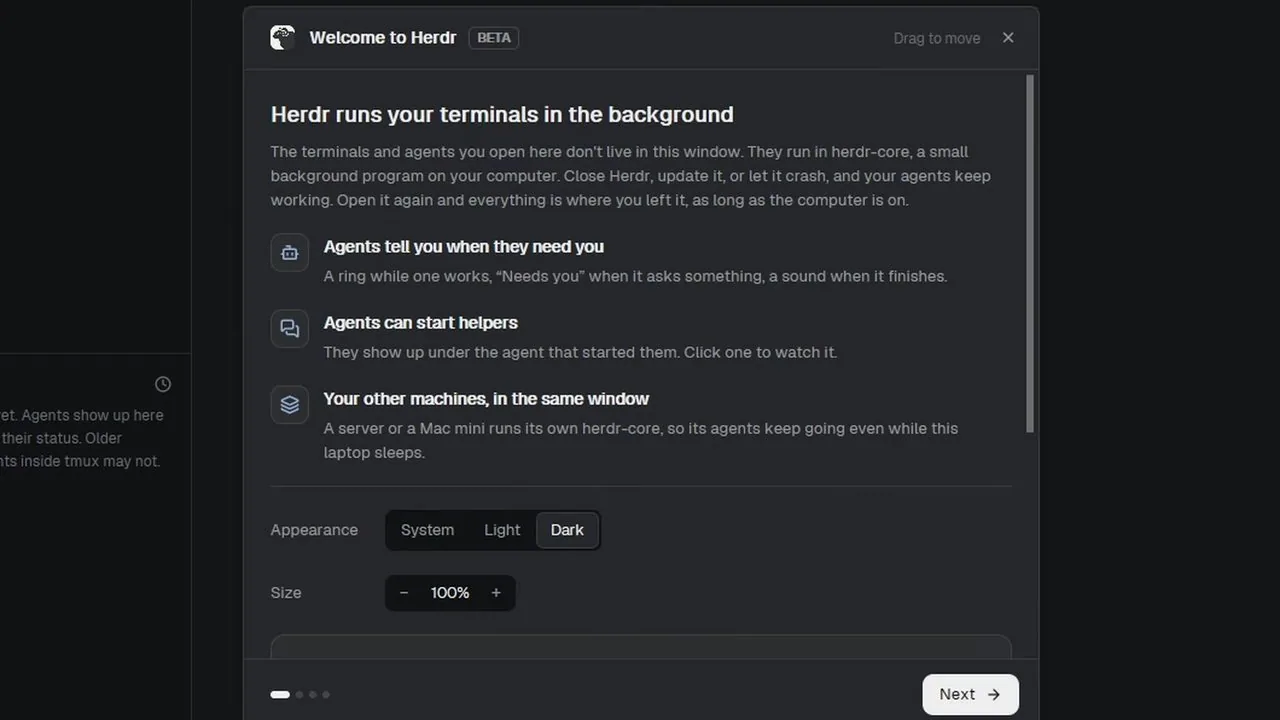 Welcome to Herdr BETA
Drag to move
Herdr runs your terminals in the background
The terminals and agents you open here don't live in this window. They run in herdr-core, a small
background program on your computer. Close Herdr, update it, or let it crash, and your agents keep
working. Open it again and everything is where you left it, as long as the computer is on.
Agents tell you when they need you
A ring while one works, “Needs you” when it asks something, a sound when it finishes.
Agents can start helpers
They show up under the agent that started them. Click one to watch it.
Your other machines, in the same window
A server or a Mac mini runs its own herdr-core, so its agents keep going even while this
laptop sleeps.
Appearance System Light Dark
Size − 100% +
Next
Agents show up here
their status. Older
inside tmux may not.